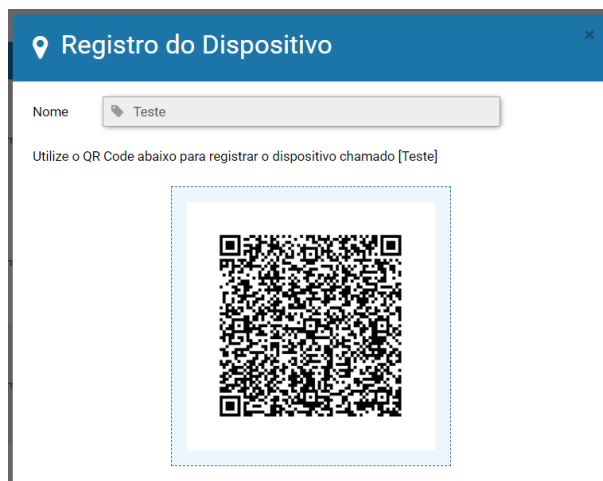 Registro do Dispositivo
Nome
Teste
Utilize o QR Code abaixo para registrar o dispositivo chamado [Teste]